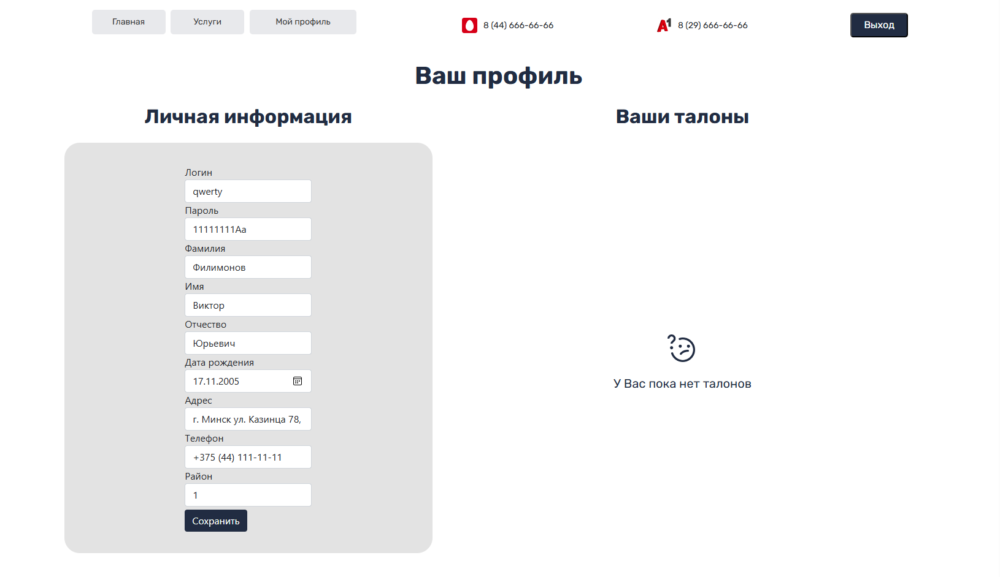 Главная
Услуги
Мой профиль
8 (44) 666-66-66
A1
8 (29) 666-66-66
Выход
Ваш профиль
Личная информация
Ваши талоны
Логин
qwerty
Пароль
11111111Aa
Фамилия
Филимонов
Имя
Виктор
Отчество
Юрьевич
Дата рождения
17.11.2005
Адрес
г. Минск ул. Казинца 78,
Телефон
+375 (44) 111-11-11
Район
1
Сохранить
?
У Вас пока нет талонов